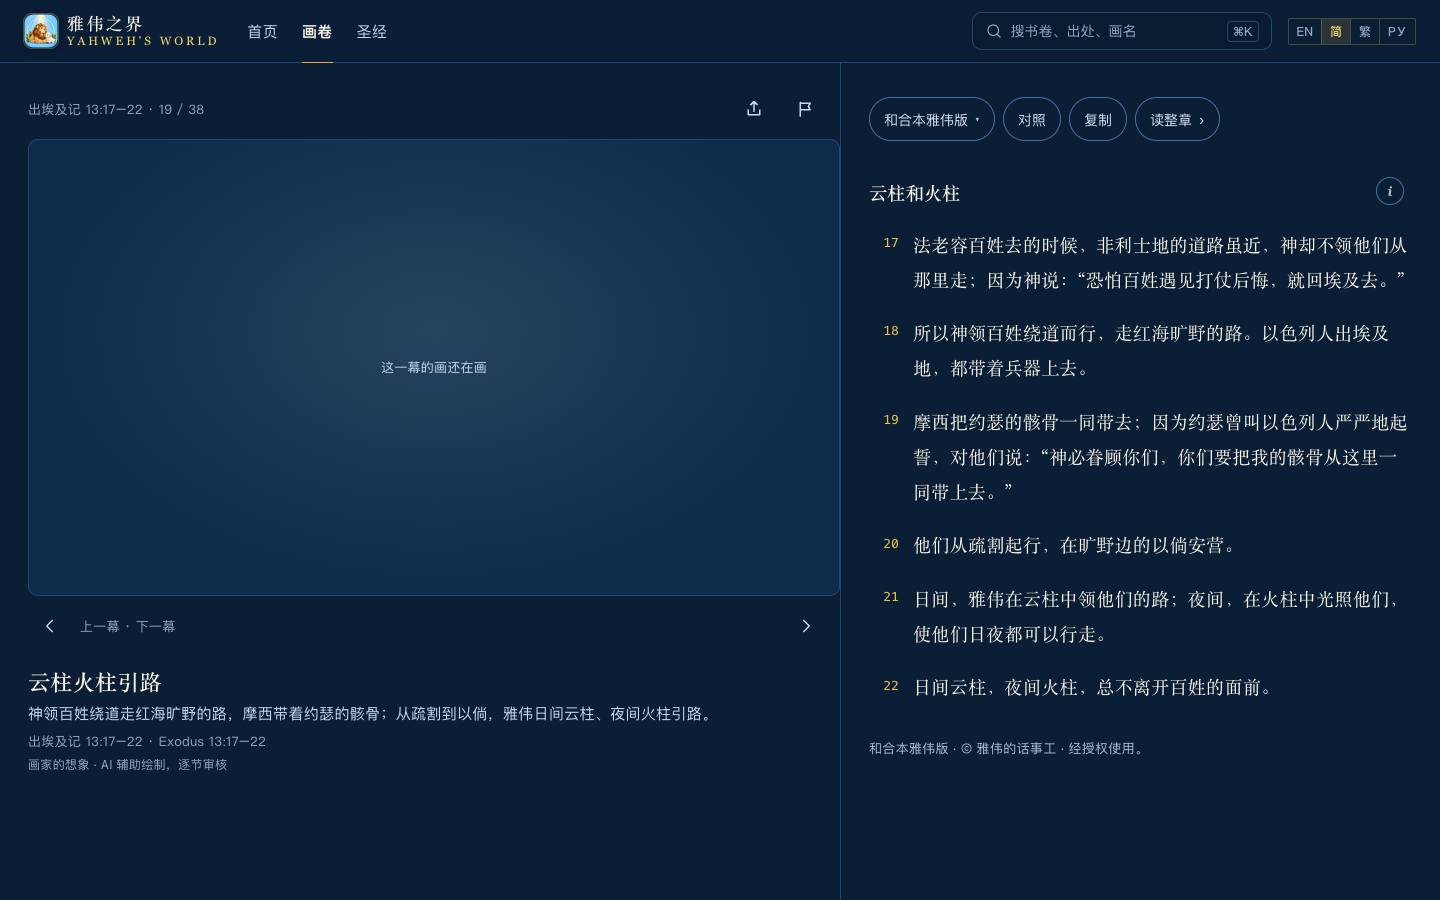 雅伟之界
YAHWEH'S WORLD
首页 画卷 圣经
搜书卷、出处、画名 ⌘K
EN 简 繁 РУ
出埃及记 13:17–22 · 19 / 38
这一幕的画还在画
上一幕 · 下一幕
云柱火柱引路
神领百姓绕道走红海旷野的路，摩西带着约瑟的骸骨；从疏割到以倘，雅伟日间云柱、夜间火柱引路。
出埃及记 13:17–22 · Exodus 13:17–22
画家的想象 · AI 辅助绘制，逐节审核
和合本雅伟版 对照 复制 读整章 ›
云柱和火柱 i
17 法老容百姓去的时候，非利士地的道路虽近，神却不领他们从
那里走；因为神说：“恐怕百姓遇见打仗后悔，就回埃及去。”
18 所以神领百姓绕道而行，走红海旷野的路。以色列人出埃及
地，都带着兵器上去。
19 摩西把约瑟的骸骨一同带去；因为约瑟曾叫以色列人严严地起
誓，对他们说：“神必眷顾你们，你们要把我的骸骨从这里一
同带上去。”
20 他们从疏割起行，在旷野边的以倘安营。
21 日间，雅伟在云柱中领他们的路；夜间，在火柱中光照他们，
使他们日夜都可以行走。
22 日间云柱，夜间火柱，总不离开百姓的面前。
和合本雅伟版 · © 雅伟的话事工 · 经授权使用。